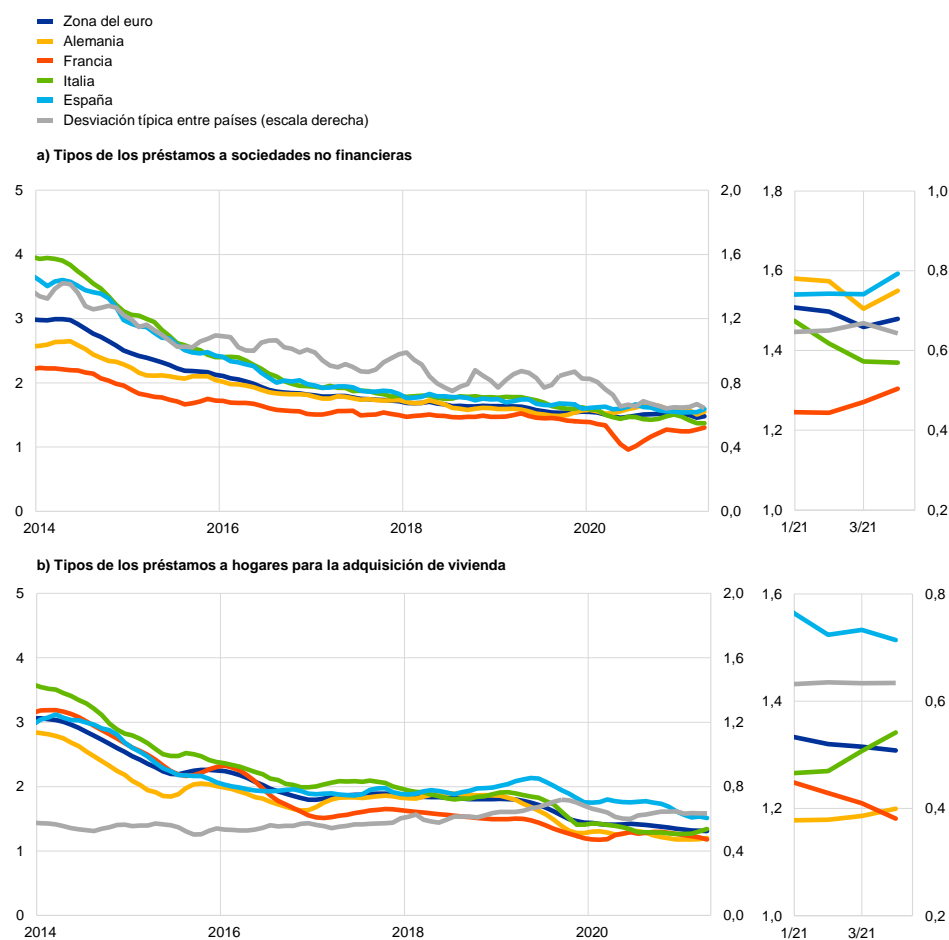 Zona del euro
Alemania
Francia
Italia
España
Desviación típica entre países (escala derecha)
a) Tipos de los préstamos a sociedades no financieras
5 2,0 1,8 1,0
4 1,6 1,6 0,8
3 1,2 1,4 0,6
2 0,8
1 0,4 1,2 0,4
0 0,0 1,0 0,2
2014 2016 2018 2020 1/21 3/21
b) Tipos de los préstamos a hogares para la adquisición de vivienda
5 2,0 1,6 0,8
4 1,6
3 1,2 1,4 0,6
2 0,8 1,2 0,4
1 0,4
0 0,0 1,0 0,2
2014 2016 2018 2020 1/21 3/21